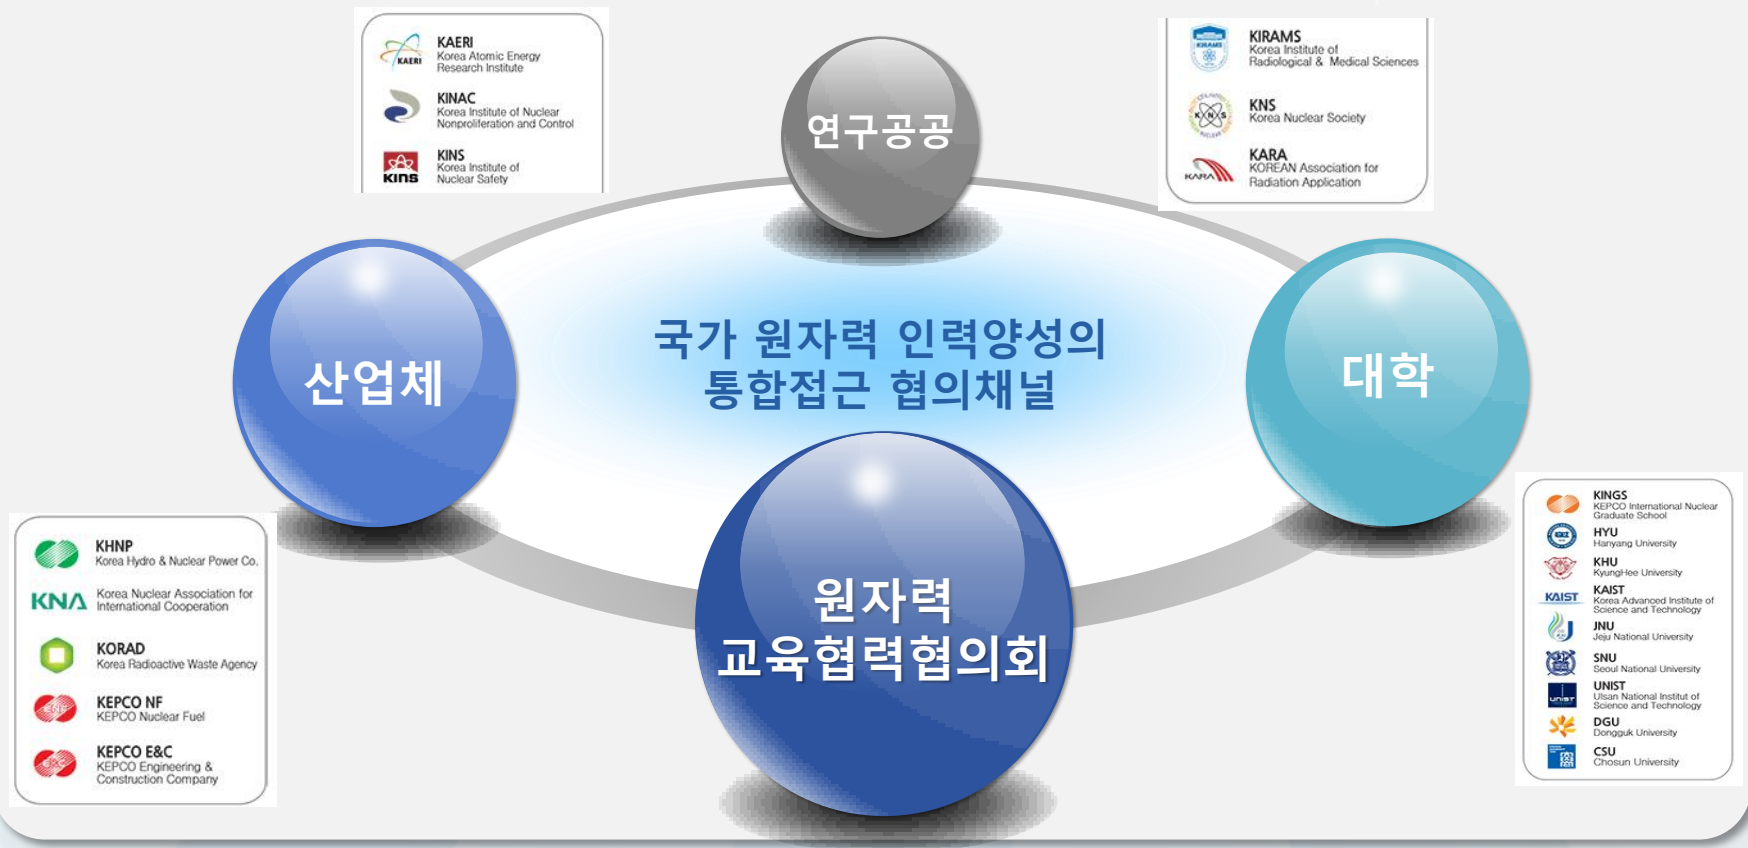 KAERI
KAERI
Korea Atomic Energy
Research Institute
KINAC
Korea Institute of Nuclear
Nonproliferation and Control
KINS
KINS
Korea Institute of
Nuclear Safety
연구공공
KIRAMS
KIRAMS
Korea Institute of
Radiological & Medical Sciences
KNS
KNS
Korea Nuclear Society
KARA
KARA
KOREAN Association for
Radiation Application
산업체
국가 원자력 인력양성의
통합접근 협의채널
대학
원자력
교육협력협의회
KHNP
Korea Hydro & Nuclear Power Co.
KNA
Korea Nuclear Association for
International Cooperation
KORAD
Korea Radioactive Waste Agency
KEPCO NF
KEPCO Nuclear Fuel
KEPCO E&C
KEPCO Engineering &
Construction Company
KINGS
KEPCO International Nuclear
Graduate School
HYU
Hanyang University
KHU
KyungHee University
KAIST
KAIST
Korea Advanced Institute of
Science and Technology
JNU
Jeju National University
SNU
Seoul National University
UNIST
UNIST
Ulsan National Institut of
Science and Technology
DGU
Dongguk University
CSU
Chosun University